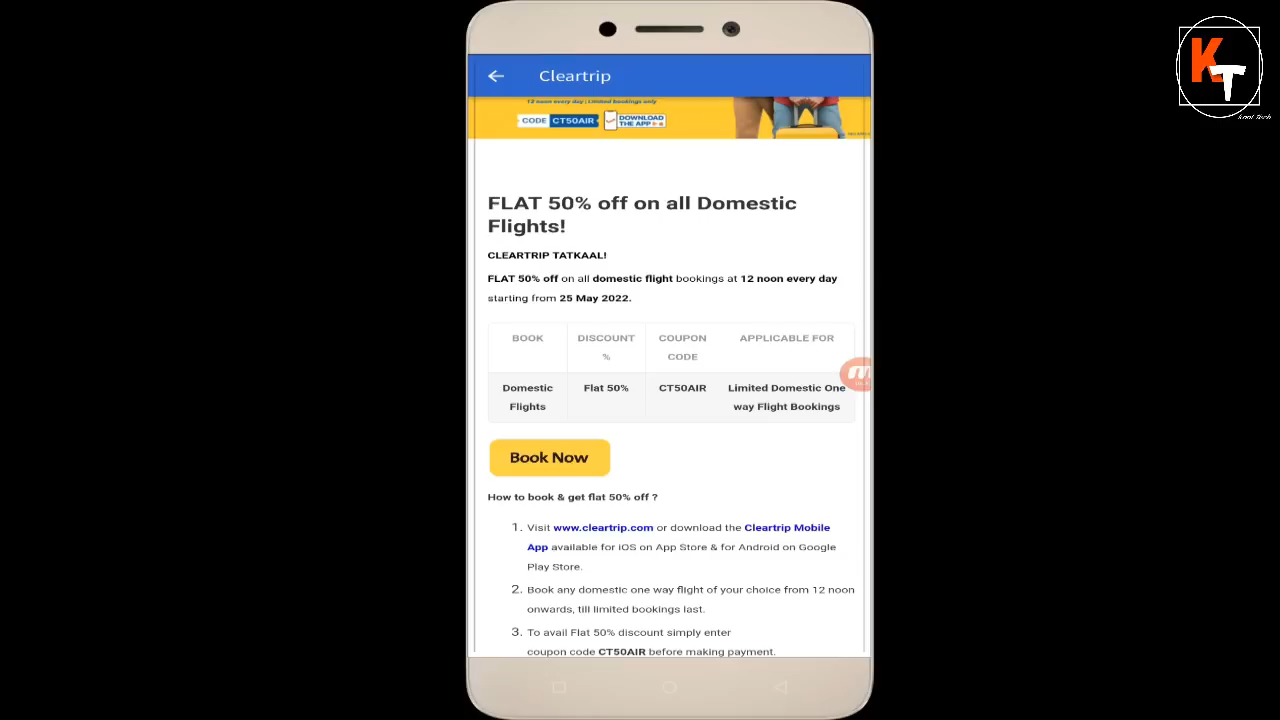 Cleartrip
12 noon every day | Limited bookings only
CODE CT50AIR DOWNLOAD THE APP
FLAT 50% off on all Domestic
Flights!
CLEARTRIP TATKAAL!
FLAT 50% off on all domestic flight bookings at 12 noon every day
starting from 25 May 2022.
BOOK DISCOUNT % COUPON CODE APPLICABLE FOR
Domestic Flights Flat 50% CT50AIR Limited Domestic One way Flight Bookings
Book Now
How to book & get flat 50% off ?
1. Visit www.cleartrip.com or download the Cleartrip Mobile
App available for iOS on App Store & for Android on Google
Play Store.
2. Book any domestic one way flight of your choice from 12 noon
onwards, till limited bookings last.
3. To avail Flat 50% discount simply enter
coupon code CT50AIR before making payment.
KT
Kool Tech